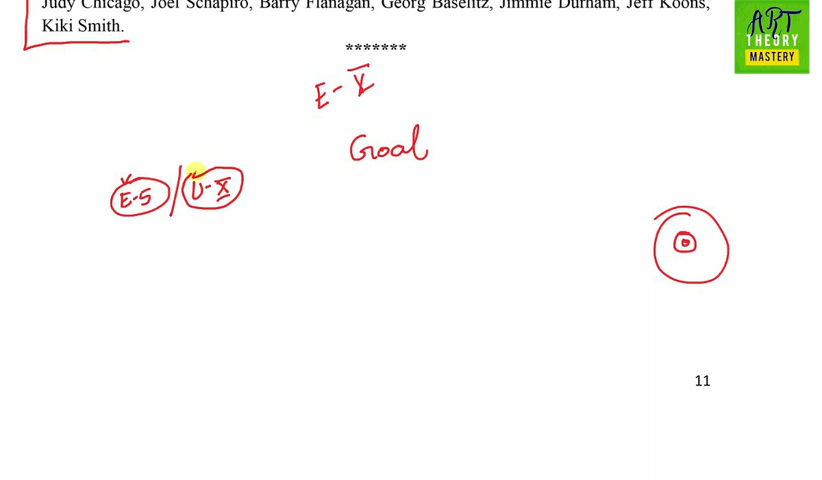 Judy Chicago, Joel Schapiro, Barry Flanagan, Georg Baselitz, Jimmie Durham, Jeff Koons,
Kiki Smith.
*******
ART
THEORY
MASTERY
E-V
Goal
E-5 / U-X
11